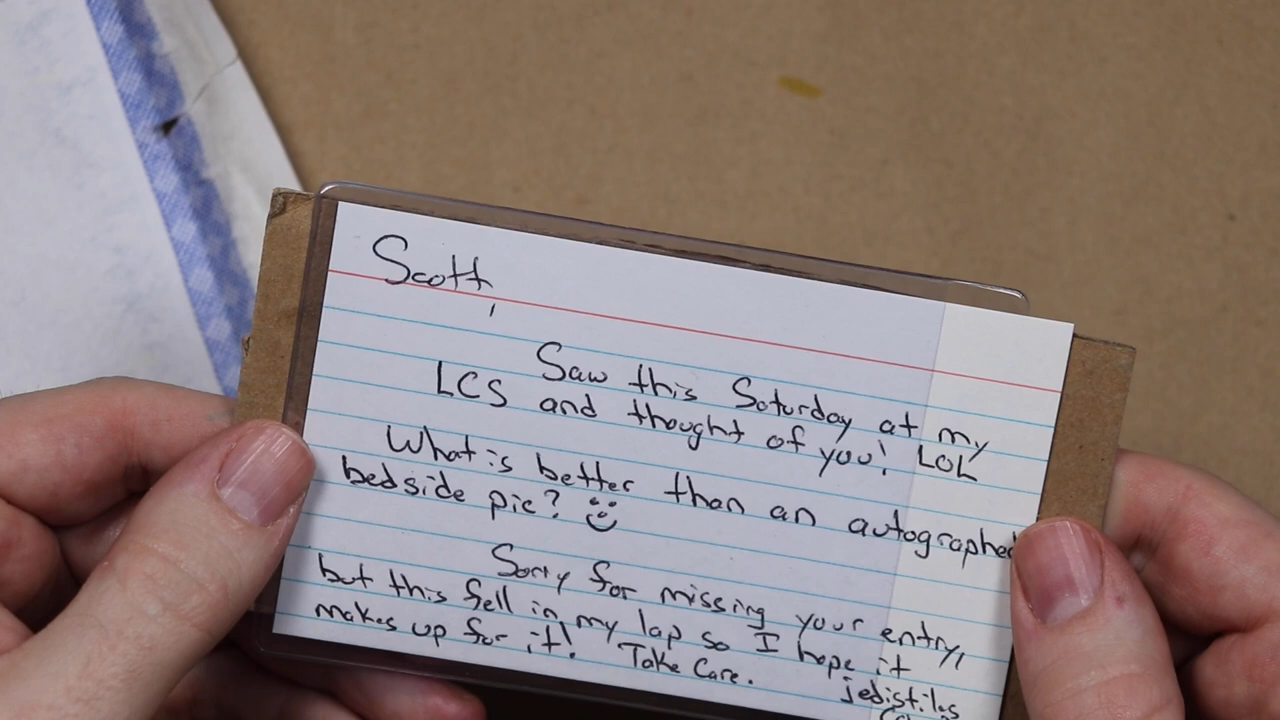 Scott,
Saw this Saturday at my
LCS and thought of you! LOL
What is better than an autographed
bedside pic?
Sorry for missing your entry,
but this fell in my lap so I hope it
makes up for it! Take Care.
jedistiles